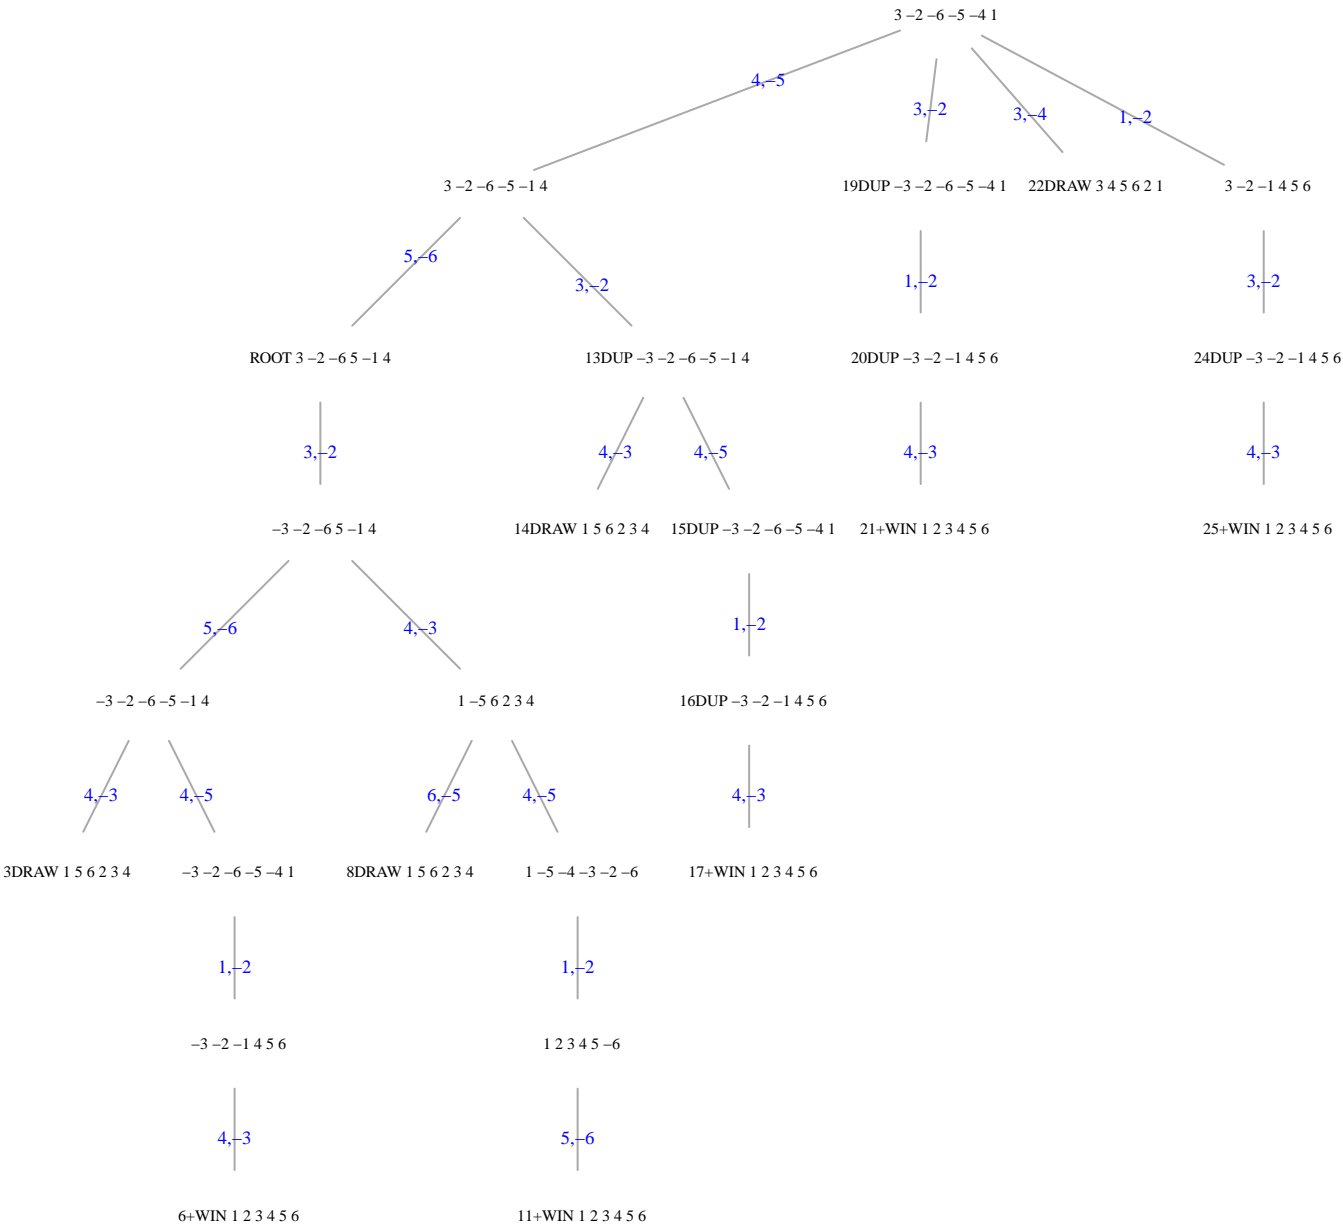 3 –2 –6 –5 –4 1
4,–5
3,–2
3,–4
1,–2
3 –2 –6 –5 –1 4
19DUP –3 –2 –6 –5 –4 1
22DRAW 3 4 5 6 2 1
3 –2 –1 4 5 6
5,–6
3,–2
1,–2
3,–2
ROOT 3 –2 –6 5 –1 4
13DUP –3 –2 –6 –5 –1 4
20DUP –3 –2 –1 4 5 6
24DUP –3 –2 –1 4 5 6
3,–2
4,–3
4,–5
4,–3
4,–3
–3 –2 –6 5 –1 4
14DRAW 1 5 6 2 3 4
15DUP –3 –2 –6 –5 –4 1
21+WIN 1 2 3 4 5 6
25+WIN 1 2 3 4 5 6
5,–6
4,–3
1,–2
–3 –2 –6 –5 –1 4
1 –5 6 2 3 4
16DUP –3 –2 –1 4 5 6
4,–3
4,–5
6,–5
4,–5
4,–3
3DRAW 1 5 6 2 3 4
–3 –2 –6 –5 –4 1
8DRAW 1 5 6 2 3 4
1 –5 –4 –3 –2 –6
17+WIN 1 2 3 4 5 6
1,–2
1,–2
–3 –2 –1 4 5 6
1 2 3 4 5 –6
4,–3
5,–6
6+WIN 1 2 3 4 5 6
11+WIN 1 2 3 4 5 6